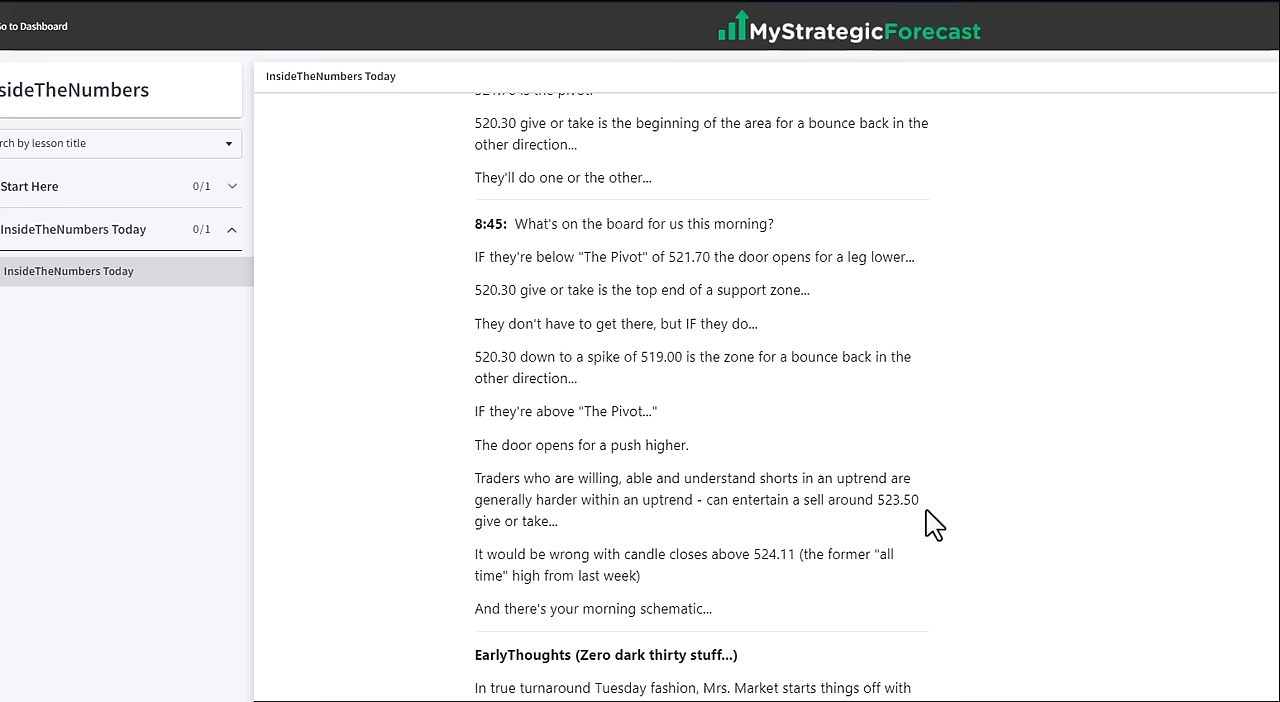 o to Dashboard
MyStrategicForecast
sideTheNumbers
rch by lesson title
Start Here 0/1
InsideTheNumbers Today 0/1
InsideTheNumbers Today
InsideTheNumbers Today
is the pivot.
520.30 give or take is the beginning of the area for a bounce back in the
other direction...
They'll do one or the other...
8:45: What's on the board for us this morning?
IF they're below "The Pivot" of 521.70 the door opens for a leg lower...
520.30 give or take is the top end of a support zone...
They don't have to get there, but IF they do...
520.30 down to a spike of 519.00 is the zone for a bounce back in the
other direction...
IF they're above "The Pivot..."
The door opens for a push higher.
Traders who are willing, able and understand shorts in an uptrend are
generally harder within an uptrend - can entertain a sell around 523.50
give or take...
It would be wrong with candle closes above 524.11 (the former "all
time" high from last week)
And there's your morning schematic...
EarlyThoughts (Zero dark thirty stuff...)
In true turnaround Tuesday fashion, Mrs. Market starts things off with